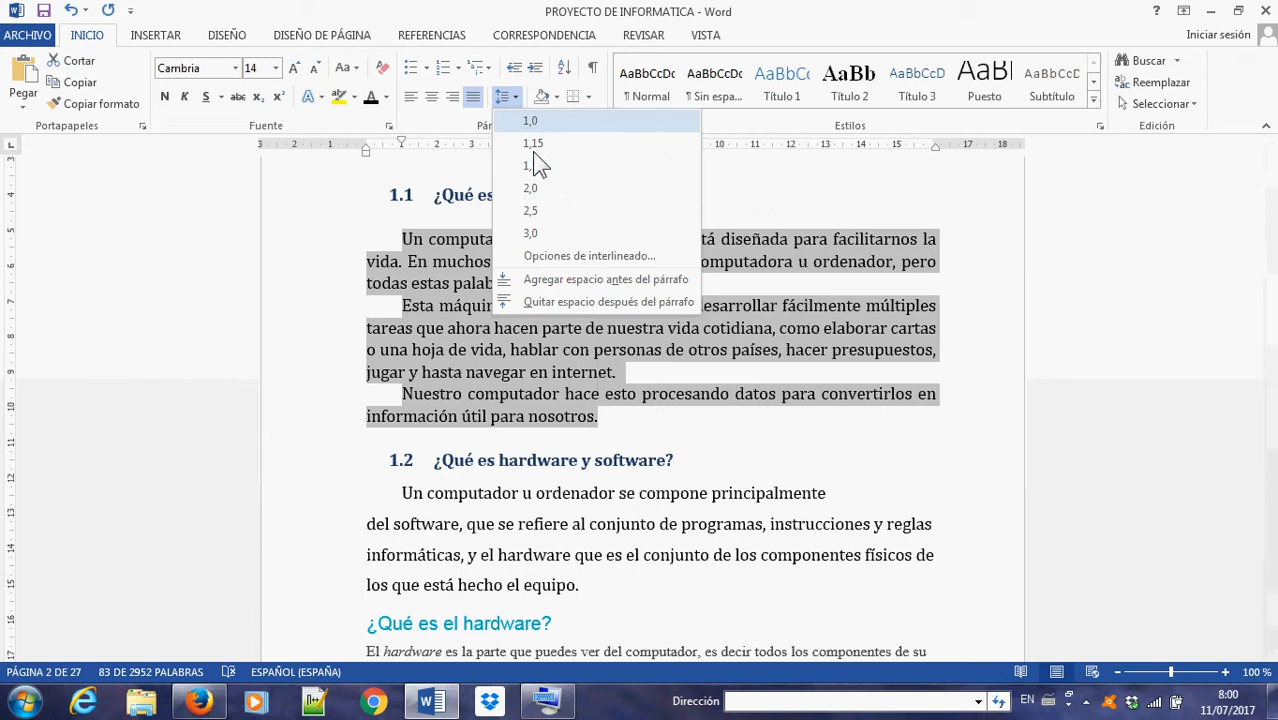 PROYECTO DE INFORMATICA - Word
ARCHIVO INICIO INSERTAR DISEÑO DISEÑO DE PÁGINA REFERENCIAS CORRESPONDENCIA REVISAR VISTA Iniciar sesión
Pegar
Cortar
Copiar
Copiar formato
Portapapeles
Cambria 14
N K S abc
Fuente
AaBbCcDc AaBbCcDc AaBbCc AaBb AaBbCcD AaBl AaBbCcD
¶ Normal ¶ Sin espa... Título 1 Título 2 Título 3 Puesto Subtítulo
Estilos
Buscar
Reemplazar
Seleccionar
Edición
1,0
1,15
2,0
2,5
3,0
Opciones de interlineado...
Agregar espacio antes del párrafo
Quitar espacio después del párrafo
1.1 ¿Qué es
Un computa tá diseñada para facilitarnos la
vida. En muchos omputadora u ordenador, pero
todas estas palab
Esta máquin esarrollar fácilmente múltiples
tareas que ahora hacen parte de nuestra vida cotidiana, como elaborar cartas
o una hoja de vida, hablar con personas de otros países, hacer presupuestos,
jugar y hasta navegar en internet.
Nuestro computador hace esto procesando datos para convertirlos en
información útil para nosotros.
1.2 ¿Qué es hardware y software?
Un computador u ordenador se compone principalmente
del software, que se refiere al conjunto de programas, instrucciones y reglas
informáticas, y el hardware que es el conjunto de los componentes físicos de
los que está hecho el equipo.
¿Qué es el hardware?
El hardware es la parte que puedes ver del computador, es decir todos los componentes de su
PÁGINA 2 DE 27 83 DE 2952 PALABRAS ESPAÑOL (ESPAÑA) 100 %
Dirección
EN
8:00
11/07/2017